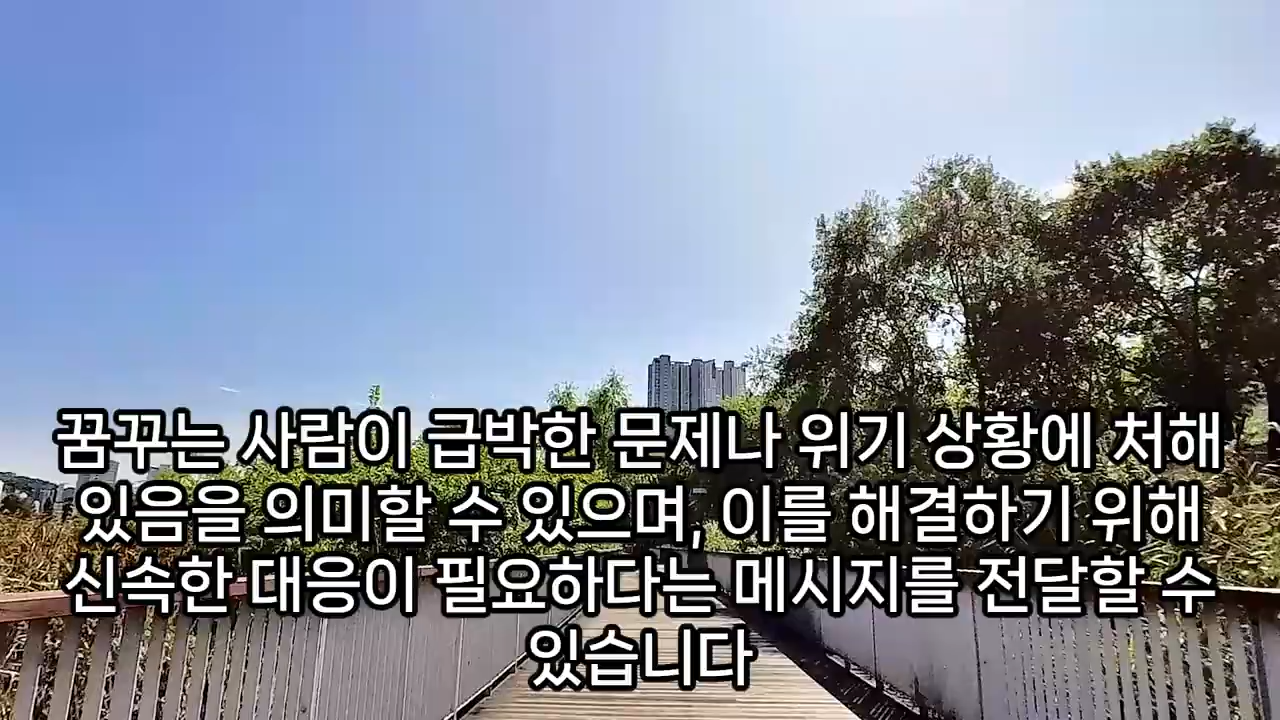 꿈꾸는 사람이 급박한 문제나 위기 상황에 처해
있음을 의미할 수 있으며, 이를 해결하기 위해
신속한 대응이 필요하다는 메시지를 전달할 수
있습니다